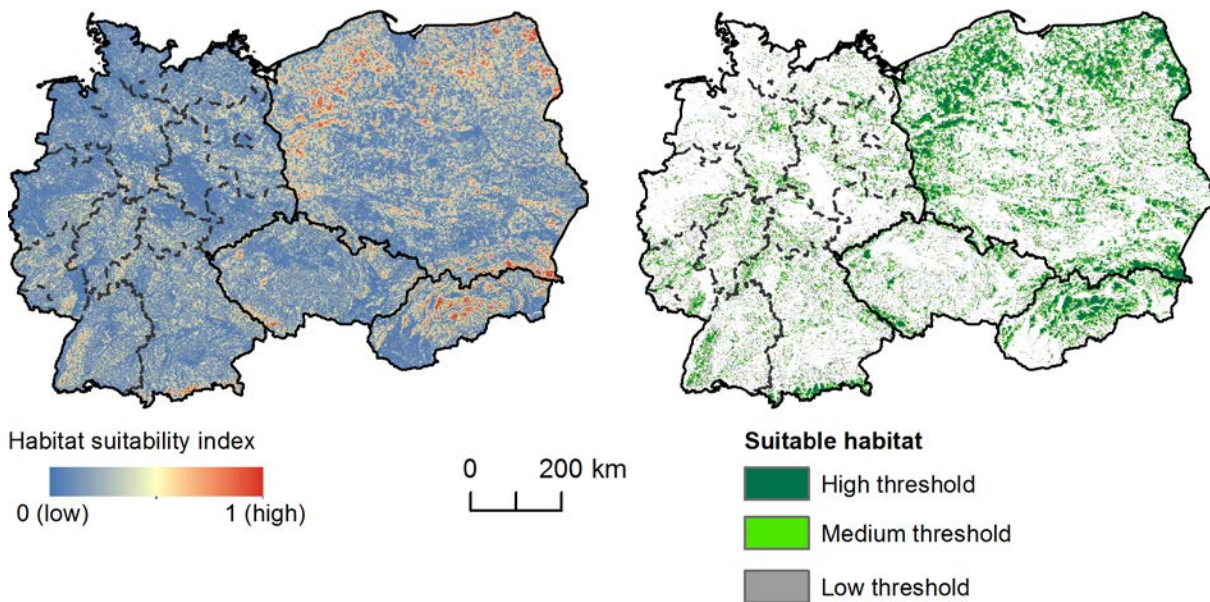 Habitat suitability index
0 (low) 1 (high)
0 200 km
Suitable habitat
High threshold
Medium threshold
Low threshold